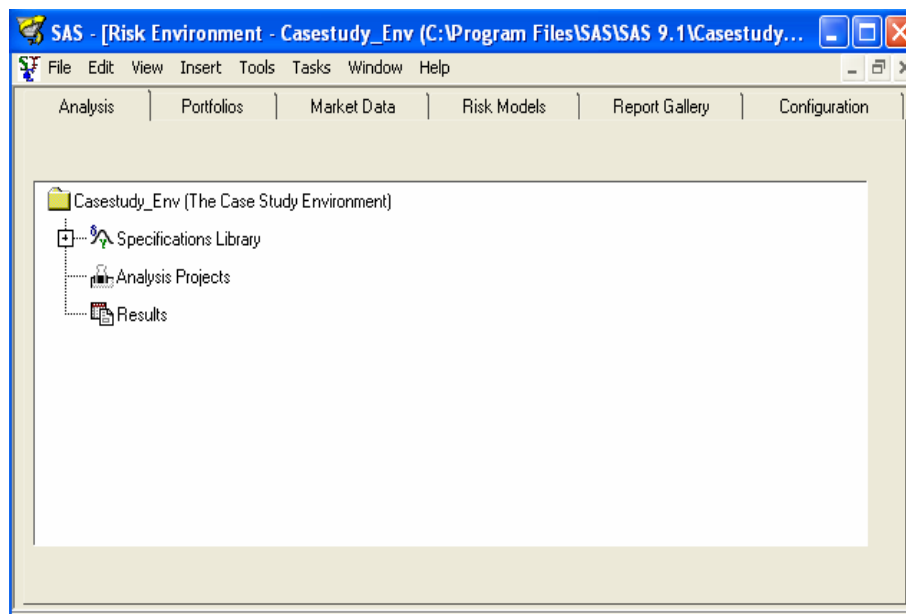 SAS - [Risk Environment - Casestudy_Env (C:\Program Files\SAS\SAS 9.1\Casestudy...
File Edit View Insert Tools Tasks Window Help
Analysis Portfolios Market Data Risk Models Report Gallery Configuration
Casestudy_Env (The Case Study Environment)
Specifications Library
Analysis Projects
Results